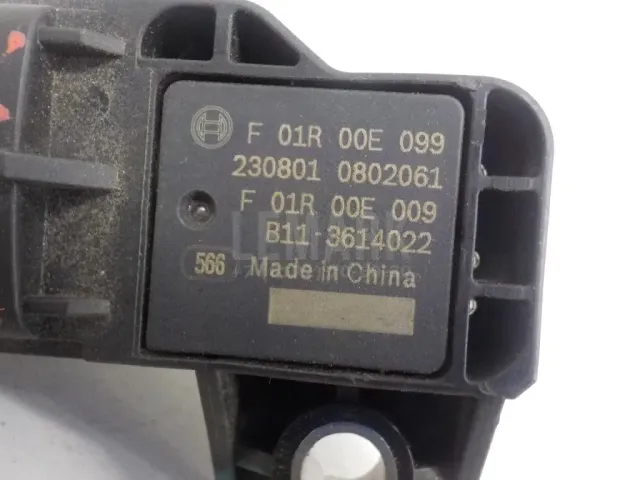 F 01R 00E 099
230801 0802061
F 01R 00E 009
B11-3614022
566 Made in China